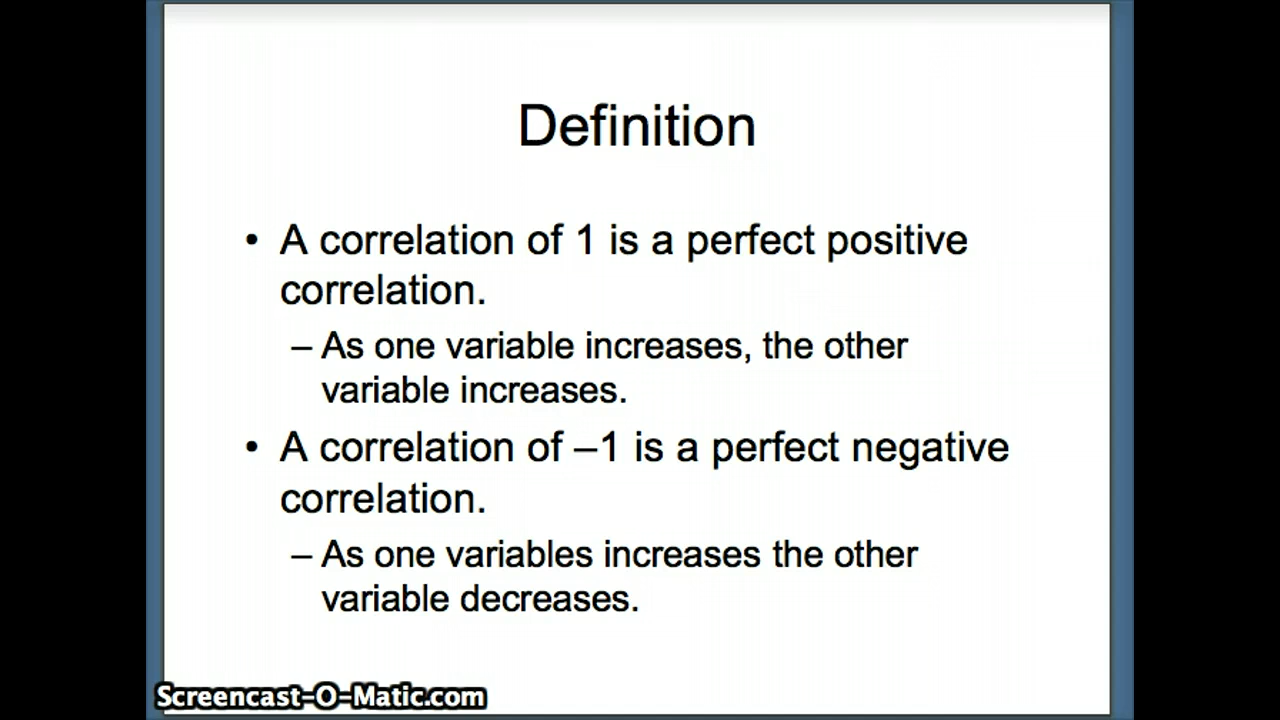 Definition
• A correlation of 1 is a perfect positive
correlation.
– As one variable increases, the other
variable increases.
• A correlation of –1 is a perfect negative
correlation.
– As one variables increases the other
variable decreases.
Screencast-O-Matic.com